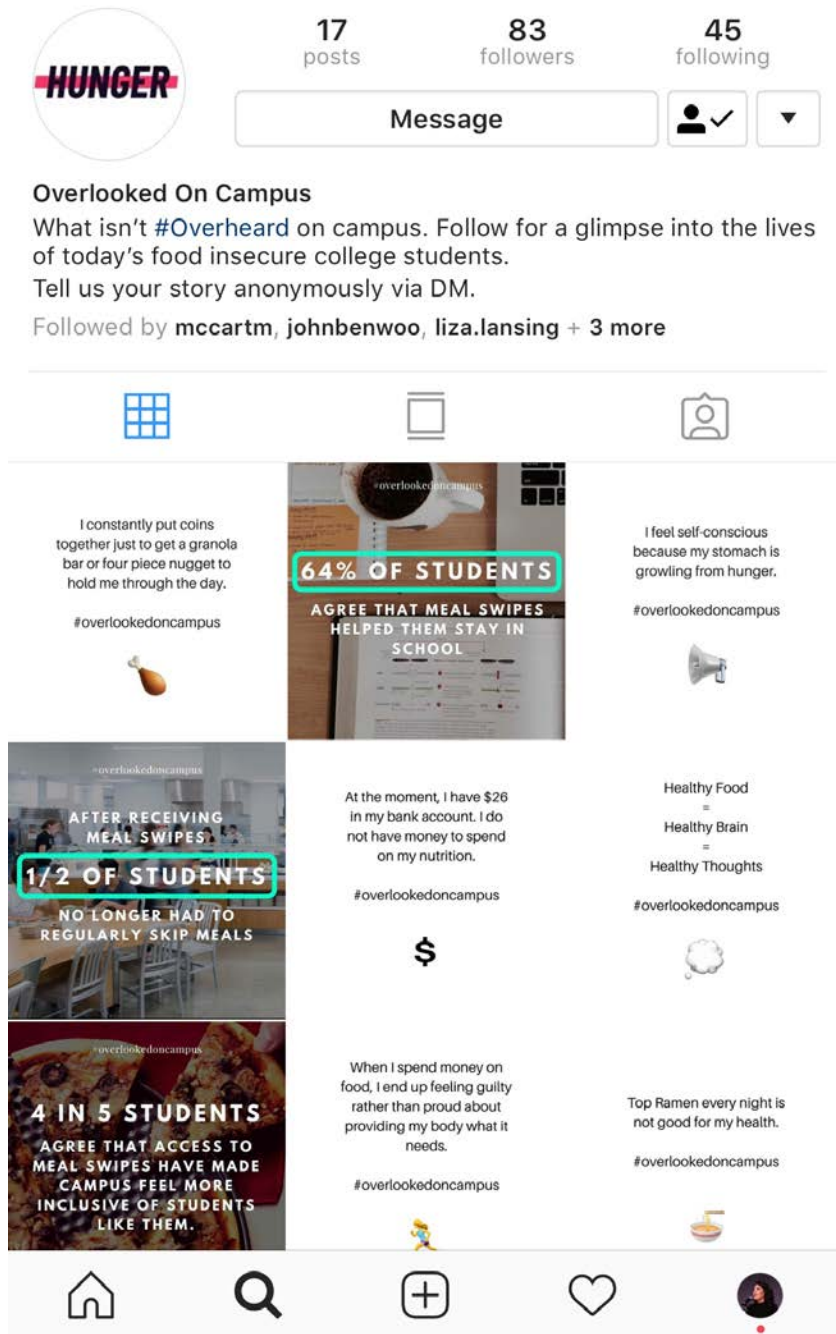 17
83
45
posts
followers
following
HUNGER
Message
Overlooked On Campus
What isn't #Overheard on campus. Follow for a glimpse into the lives
of today's food insecure college students.
Tell us your story anonymously via DM.
Followed by mccartm, johnbenwoo, liza.lansing + 3 more
I constantly put coins
together just to get a granola
bar or four piece nugget to
hold me through the day.
#overlookedoncampus
#overlookedoncampus
64% OF STUDENTS
AGREE THAT MEAL SWIPES
HELPED THEM STAY IN
SCHOOL
I feel self-conscious
because my stomach is
growling from hunger.
#overlookedoncampus
#overlookedoncampus
AFTER RECEIVING
MEAL SWIPES
1/2 OF STUDENTS
NO LONGER HAD TO
REGULARLY SKIP MEALS
At the moment, I have $26
in my bank account. I do
not have money to spend
on my nutrition.
#overlookedoncampus
$
Healthy Food
=
Healthy Brain
=
Healthy Thoughts
#overlookedoncampus
#overlookedoncampus
4 IN 5 STUDENTS
AGREE THAT ACCESS TO
MEAL SWIPES HAVE MADE
CAMPUS FEEL MORE
INCLUSIVE OF STUDENTS
LIKE THEM.
When I spend money on
food, I end up feeling guilty
rather than proud about
providing my body what it
needs.
#overlookedoncampus
Top Ramen every night is
not good for my health.
#overlookedoncampus